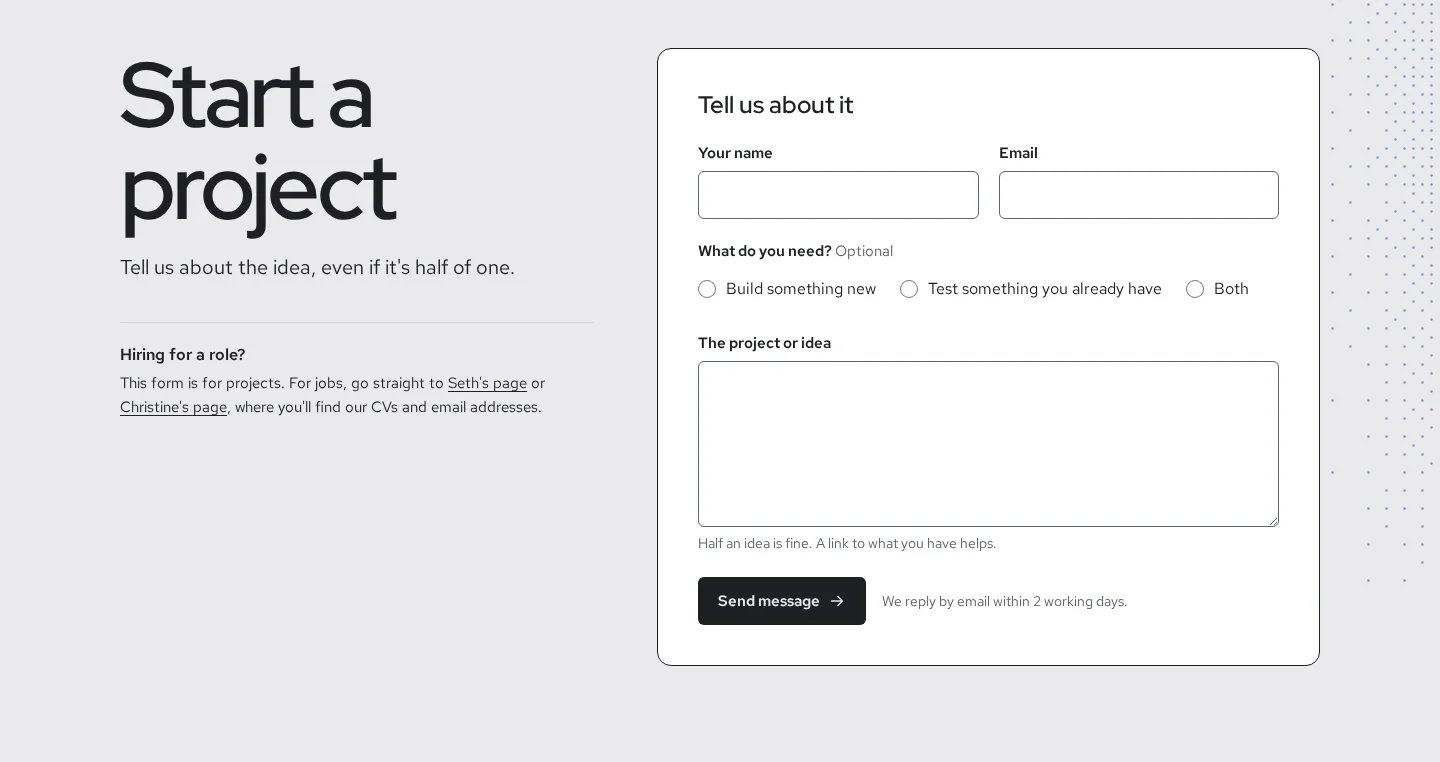 Start a
project
Tell us about the idea, even if it's half of one.
Hiring for a role?
This form is for projects. For jobs, go straight to Seth's page or
Christine's page, where you'll find our CVs and email addresses.
Tell us about it
Your name
Email
What do you need? Optional
Build something new
Test something you already have
Both
The project or idea
Half an idea is fine. A link to what you have helps.
Send message →
We reply by email within 2 working days.